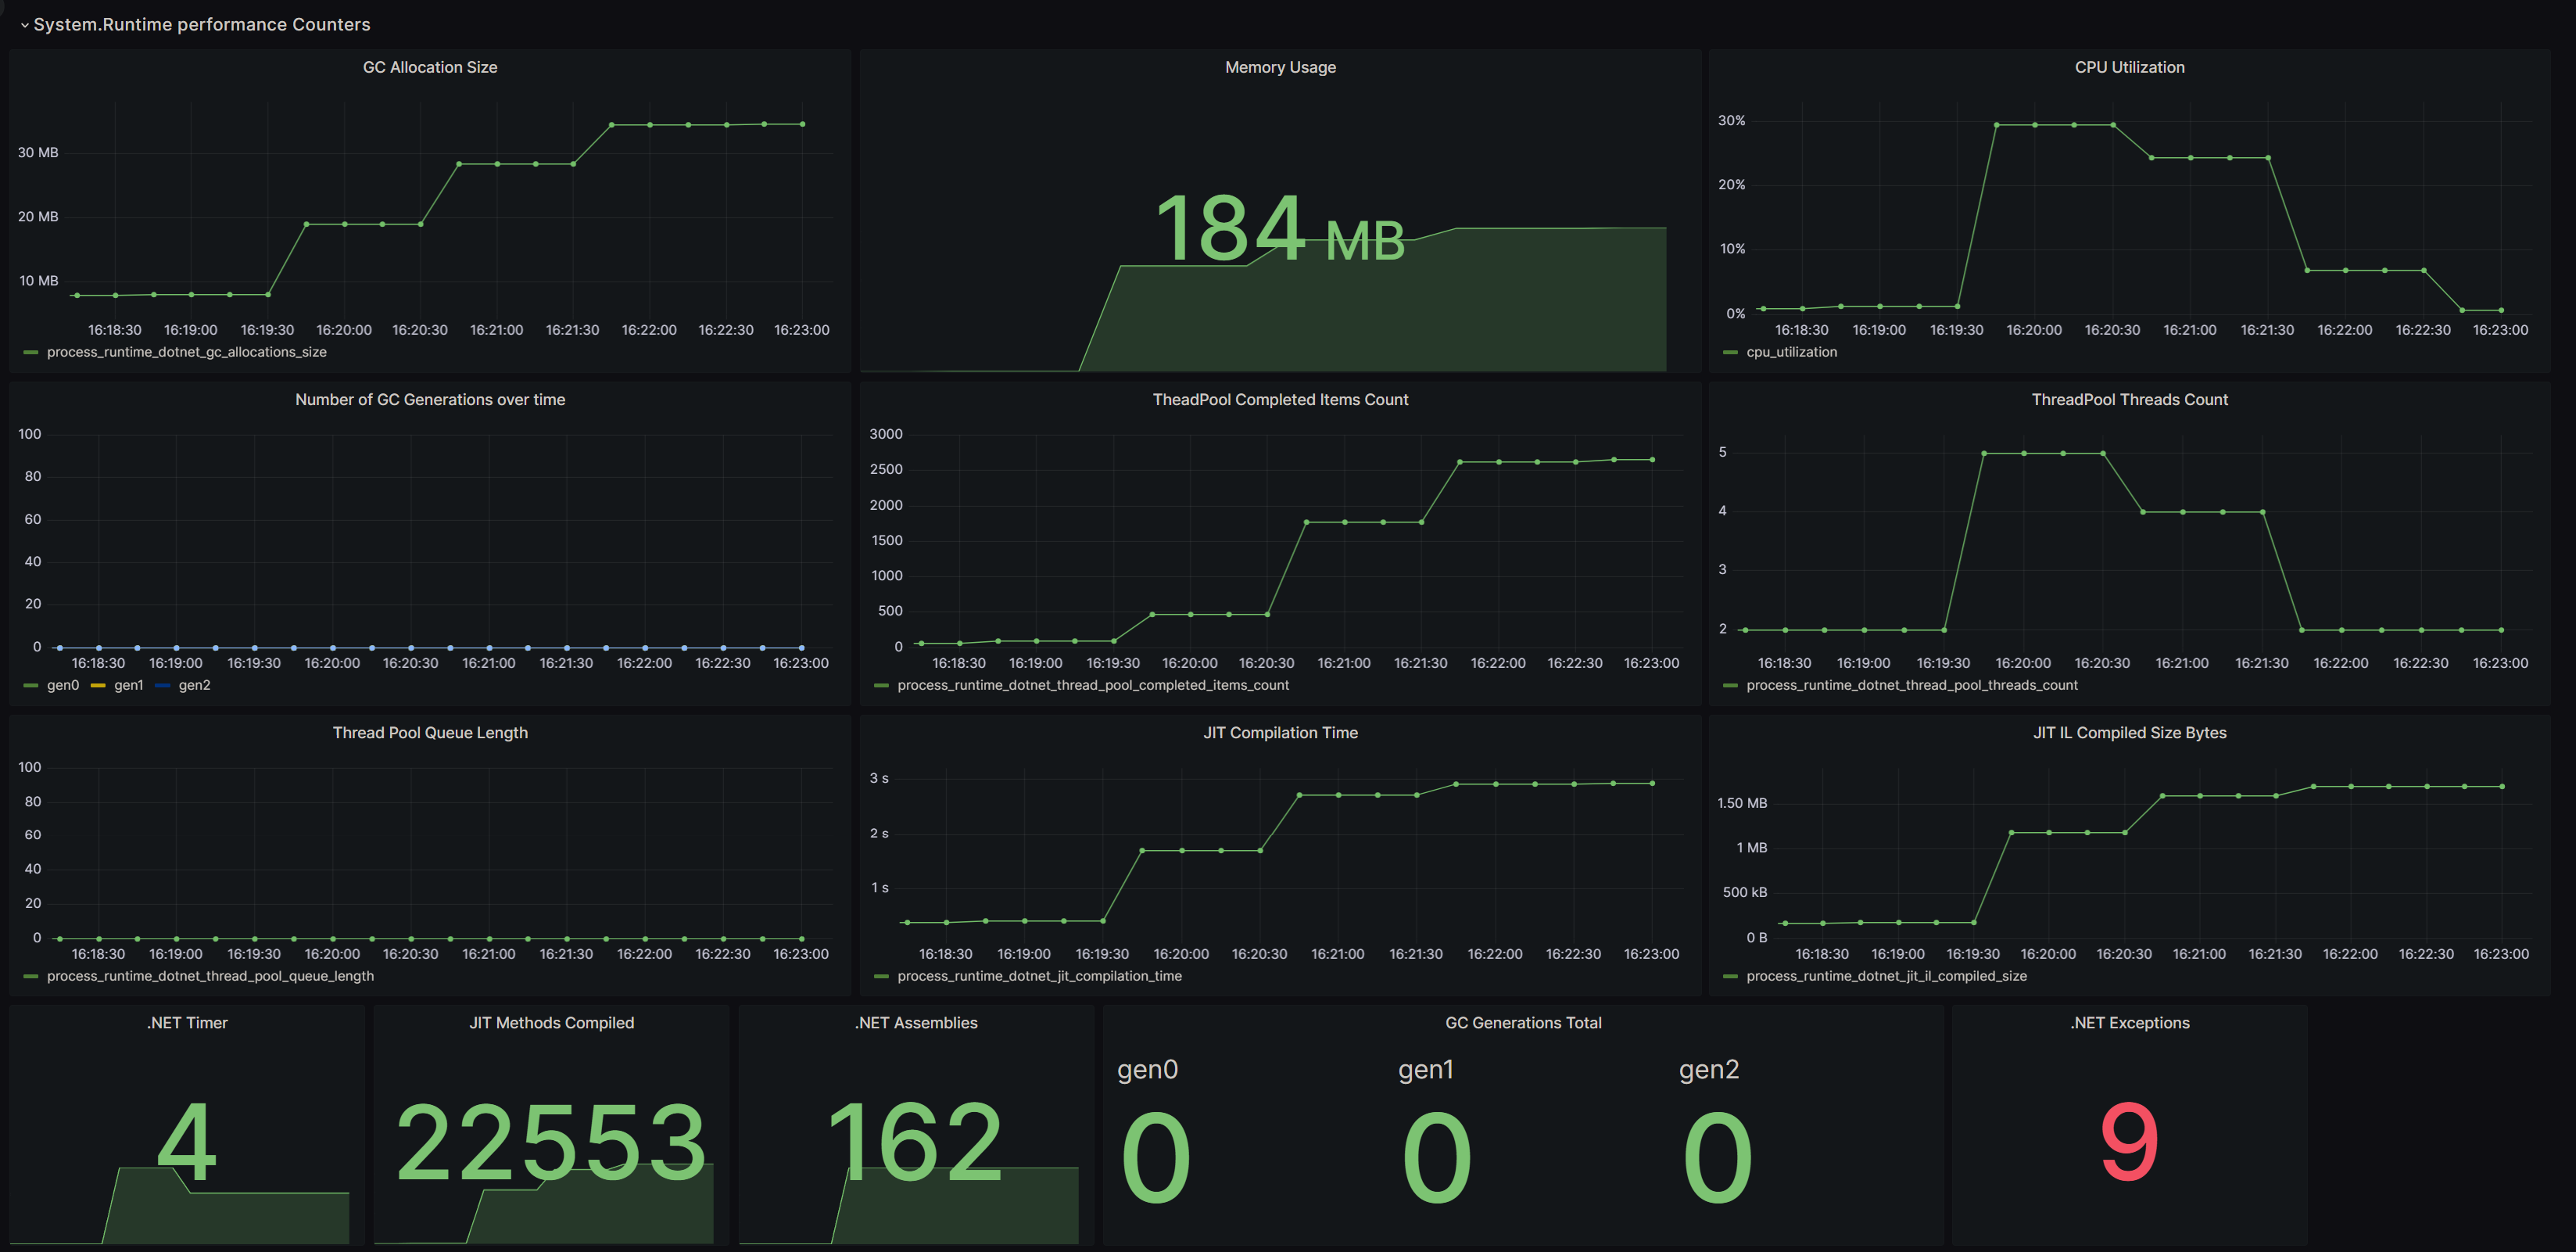 System.Runtime performance Counters
GC Allocation Size
30 MB
20 MB
10 MB
16:18:30 16:19:00 16:19:30 16:20:00 16:20:30 16:21:00 16:21:30 16:22:00 16:22:30 16:23:00
process_runtime_dotnet_gc_allocations_size
Memory Usage
184 MB
CPU Utilization
30%
20%
10%
0%
16:18:30 16:19:00 16:19:30 16:20:00 16:20:30 16:21:00 16:21:30 16:22:00 16:22:30 16:23:00
cpu_utilization
Number of GC Generations over time
100
80
60
40
20
0
16:18:30 16:19:00 16:19:30 16:20:00 16:20:30 16:21:00 16:21:30 16:22:00 16:22:30 16:23:00
gen0 gen1 gen2
TheadPool Completed Items Count
3000
2500
2000
1500
1000
500
0
16:18:30 16:19:00 16:19:30 16:20:00 16:20:30 16:21:00 16:21:30 16:22:00 16:22:30 16:23:00
process_runtime_dotnet_thread_pool_completed_items_count
ThreadPool Threads Count
5
4
3
2
16:18:30 16:19:00 16:19:30 16:20:00 16:20:30 16:21:00 16:21:30 16:22:00 16:22:30 16:23:00
process_runtime_dotnet_thread_pool_threads_count
Thread Pool Queue Length
100
80
60
40
20
0
16:18:30 16:19:00 16:19:30 16:20:00 16:20:30 16:21:00 16:21:30 16:22:00 16:22:30 16:23:00
process_runtime_dotnet_thread_pool_queue_length
JIT Compilation Time
3 s
2 s
1 s
16:18:30 16:19:00 16:19:30 16:20:00 16:20:30 16:21:00 16:21:30 16:22:00 16:22:30 16:23:00
process_runtime_dotnet_jit_compilation_time
JIT IL Compiled Size Bytes
1.50 MB
1 MB
500 kB
0 B
16:18:30 16:19:00 16:19:30 16:20:00 16:20:30 16:21:00 16:21:30 16:22:00 16:22:30 16:23:00
process_runtime_dotnet_jit_il_compiled_size
.NET Timer
4
JIT Methods Compiled
22553
.NET Assemblies
162
GC Generations Total
gen0 gen1 gen2
0 0 0
.NET Exceptions
9